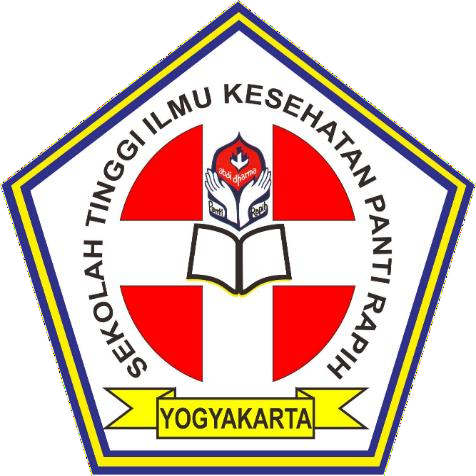 SEKOLAH TINGGI ILMU KESEHATAN PANTI RAPIH
abdi dharma
Panti Rapih
YOGYAKARTA